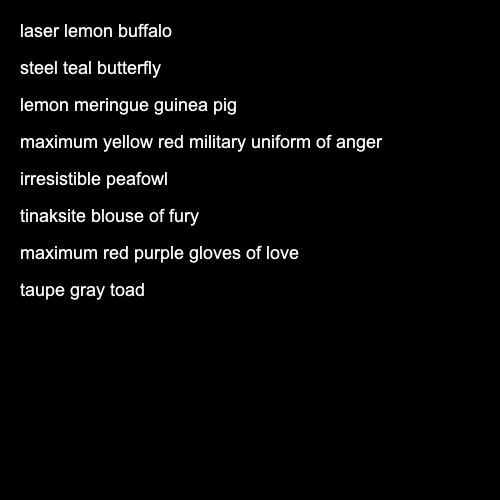 laser lemon buffalo
steel teal butterfly
lemon meringue guinea pig
maximum yellow red military uniform of anger
irresistible peafowl
tinaksite blouse of fury
maximum red purple gloves of love
taupe gray toad